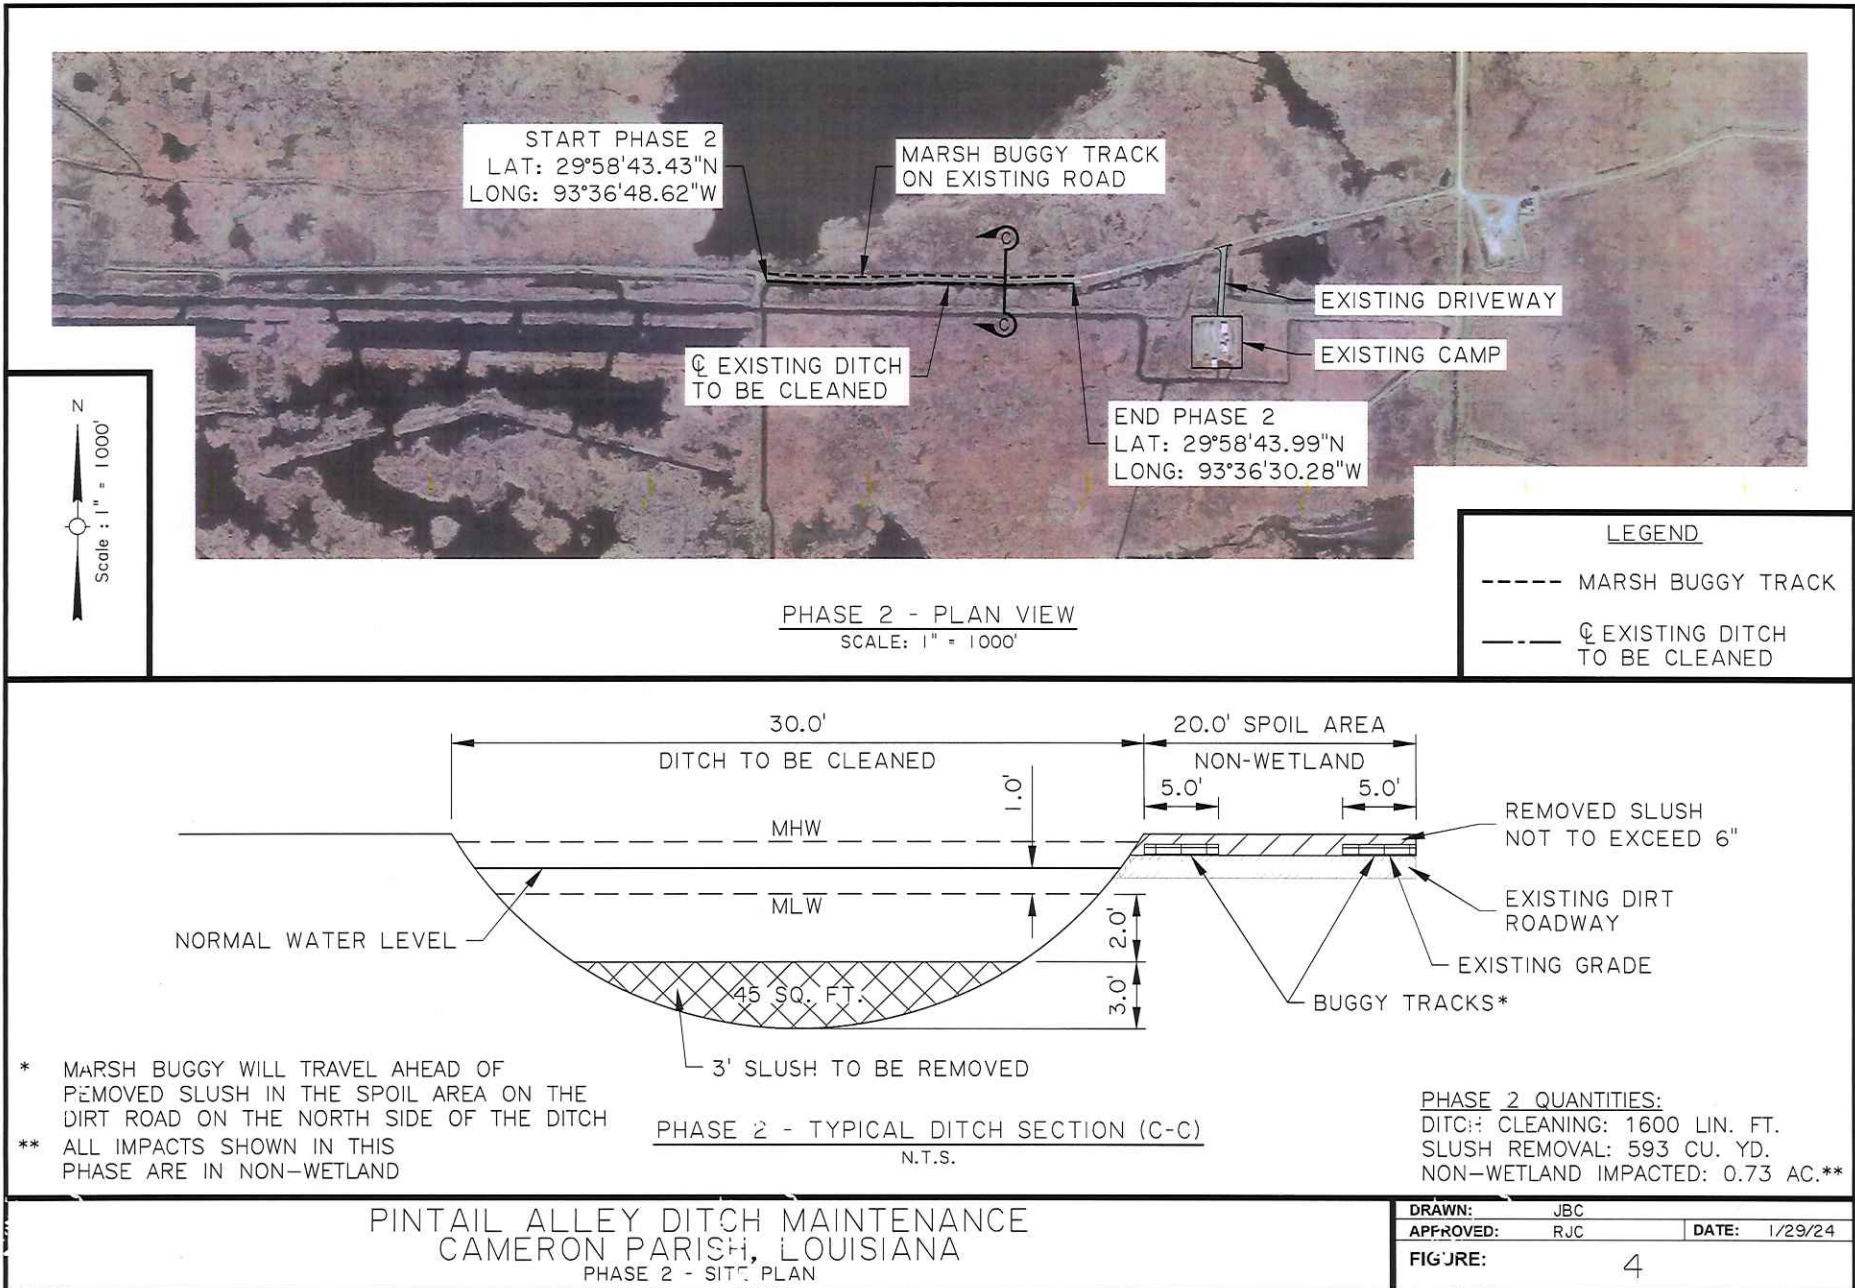 START PHASE 2
LAT: 29°58'43.43"N
LONG: 93°36'48.62"W
MARSH BUGGY TRACK
ON EXISTING ROAD
C
C
EXISTING DRIVEWAY
EXISTING CAMP
℄ EXISTING DITCH
TO BE CLEANED
END PHASE 2
LAT: 29°58'43.99"N
LONG: 93°36'30.28"W
N
Scale : 1" = 1000'
PHASE 2 - PLAN VIEW
SCALE: 1" = 1000'
LEGEND
MARSH BUGGY TRACK
℄ EXISTING DITCH
TO BE CLEANED
30.0'
DITCH TO BE CLEANED
20.0' SPOIL AREA
NON-WETLAND
5.0'
5.0'
1.0'
MHW
MLW
NORMAL WATER LEVEL
2.0'
3.0'
45 SQ. FT.
3' SLUSH TO BE REMOVED
REMOVED SLUSH
NOT TO EXCEED 6"
EXISTING DIRT
ROADWAY
EXISTING GRADE
BUGGY TRACKS*
* MARSH BUGGY WILL TRAVEL AHEAD OF
REMOVED SLUSH IN THE SPOIL AREA ON THE
DIRT ROAD ON THE NORTH SIDE OF THE DITCH
** ALL IMPACTS SHOWN IN THIS
PHASE ARE IN NON-WETLAND
PHASE 2 - TYPICAL DITCH SECTION (C-C)
N.T.S.
PHASE 2 QUANTITIES:
DITCH CLEANING: 1600 LIN. FT.
SLUSH REMOVAL: 593 CU. YD.
NON-WETLAND IMPACTED: 0.73 AC.**
PINTAIL ALLEY DITCH MAINTENANCE
CAMERON PARISH, LOUISIANA
PHASE 2 - SITE PLAN
DRAWN: JBC
APPROVED: RJC DATE: 1/29/24
FIGURE: 4